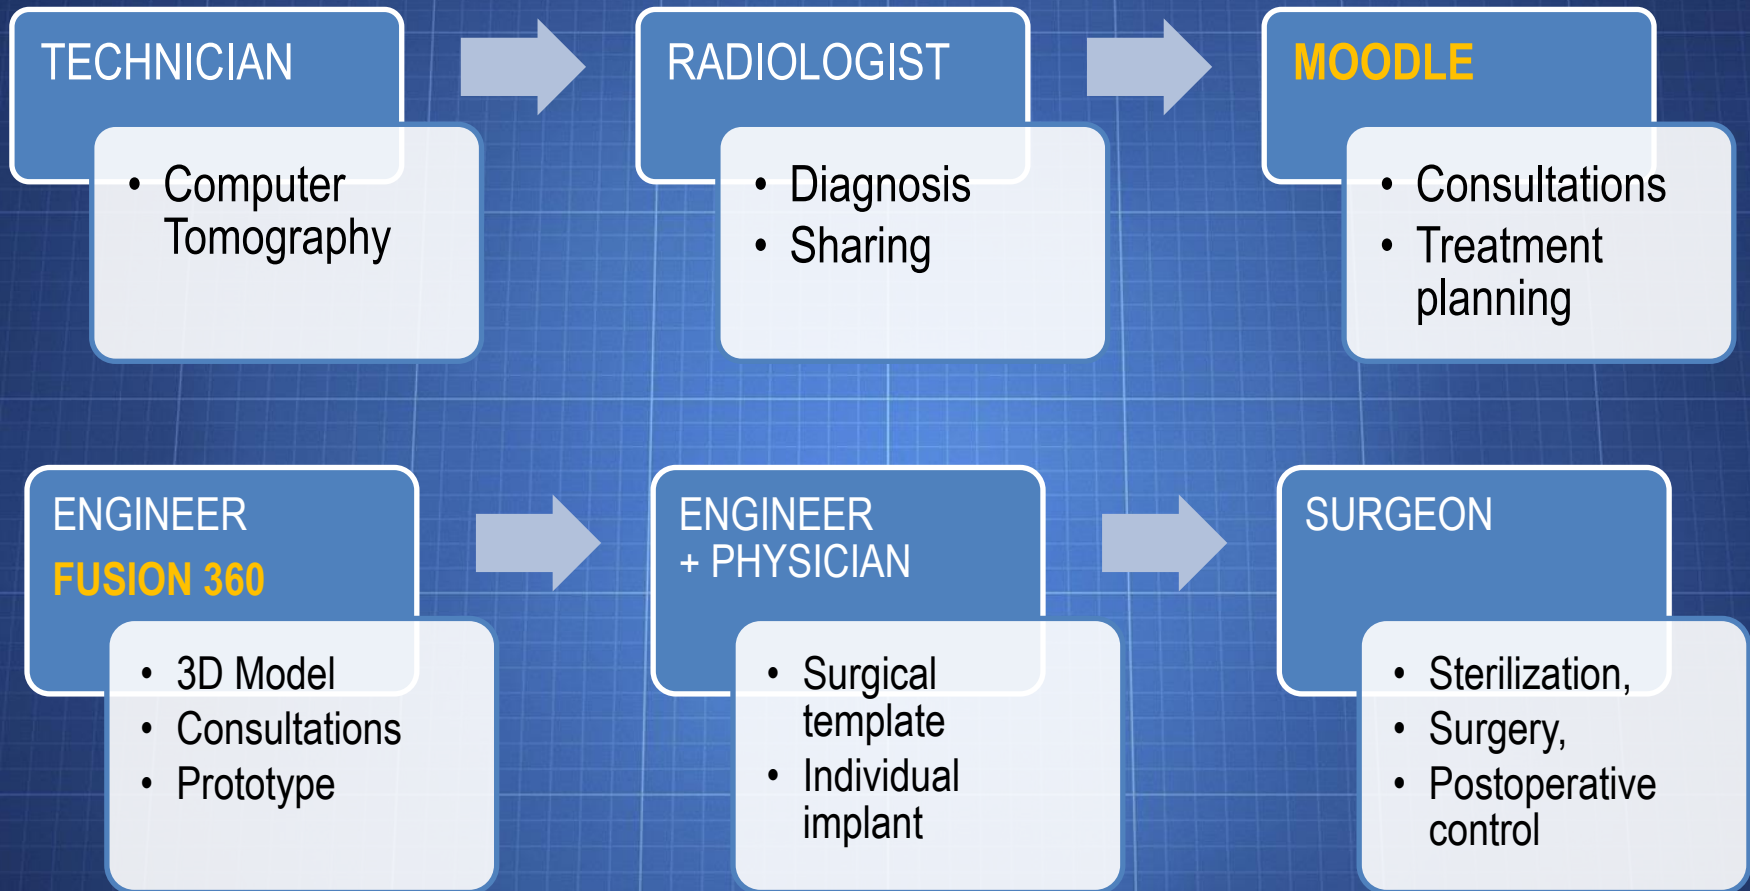 TECHNICIAN
• Computer
Tomography
RADIOLOGIST
• Diagnosis
• Sharing
MOODLE
• Consultations
• Treatment
planning
ENGINEER
FUSION 360
• 3D Model
• Consultations
• Prototype
ENGINEER
+ PHYSICIAN
• Surgical
template
• Individual
implant
SURGEON
• Sterilization,
• Surgery,
• Postoperative
control